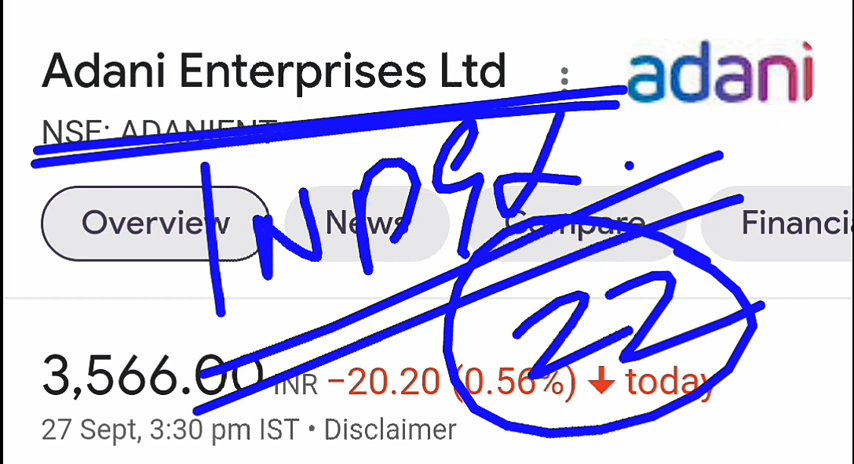 Adani Enterprises Ltd
adani
NSE: ADANIENT
Overview News Compare Financi
22
3,566.00 INR −20.20 (0.56%) ↓ today
27 Sept, 3:30 pm IST • Disclaimer